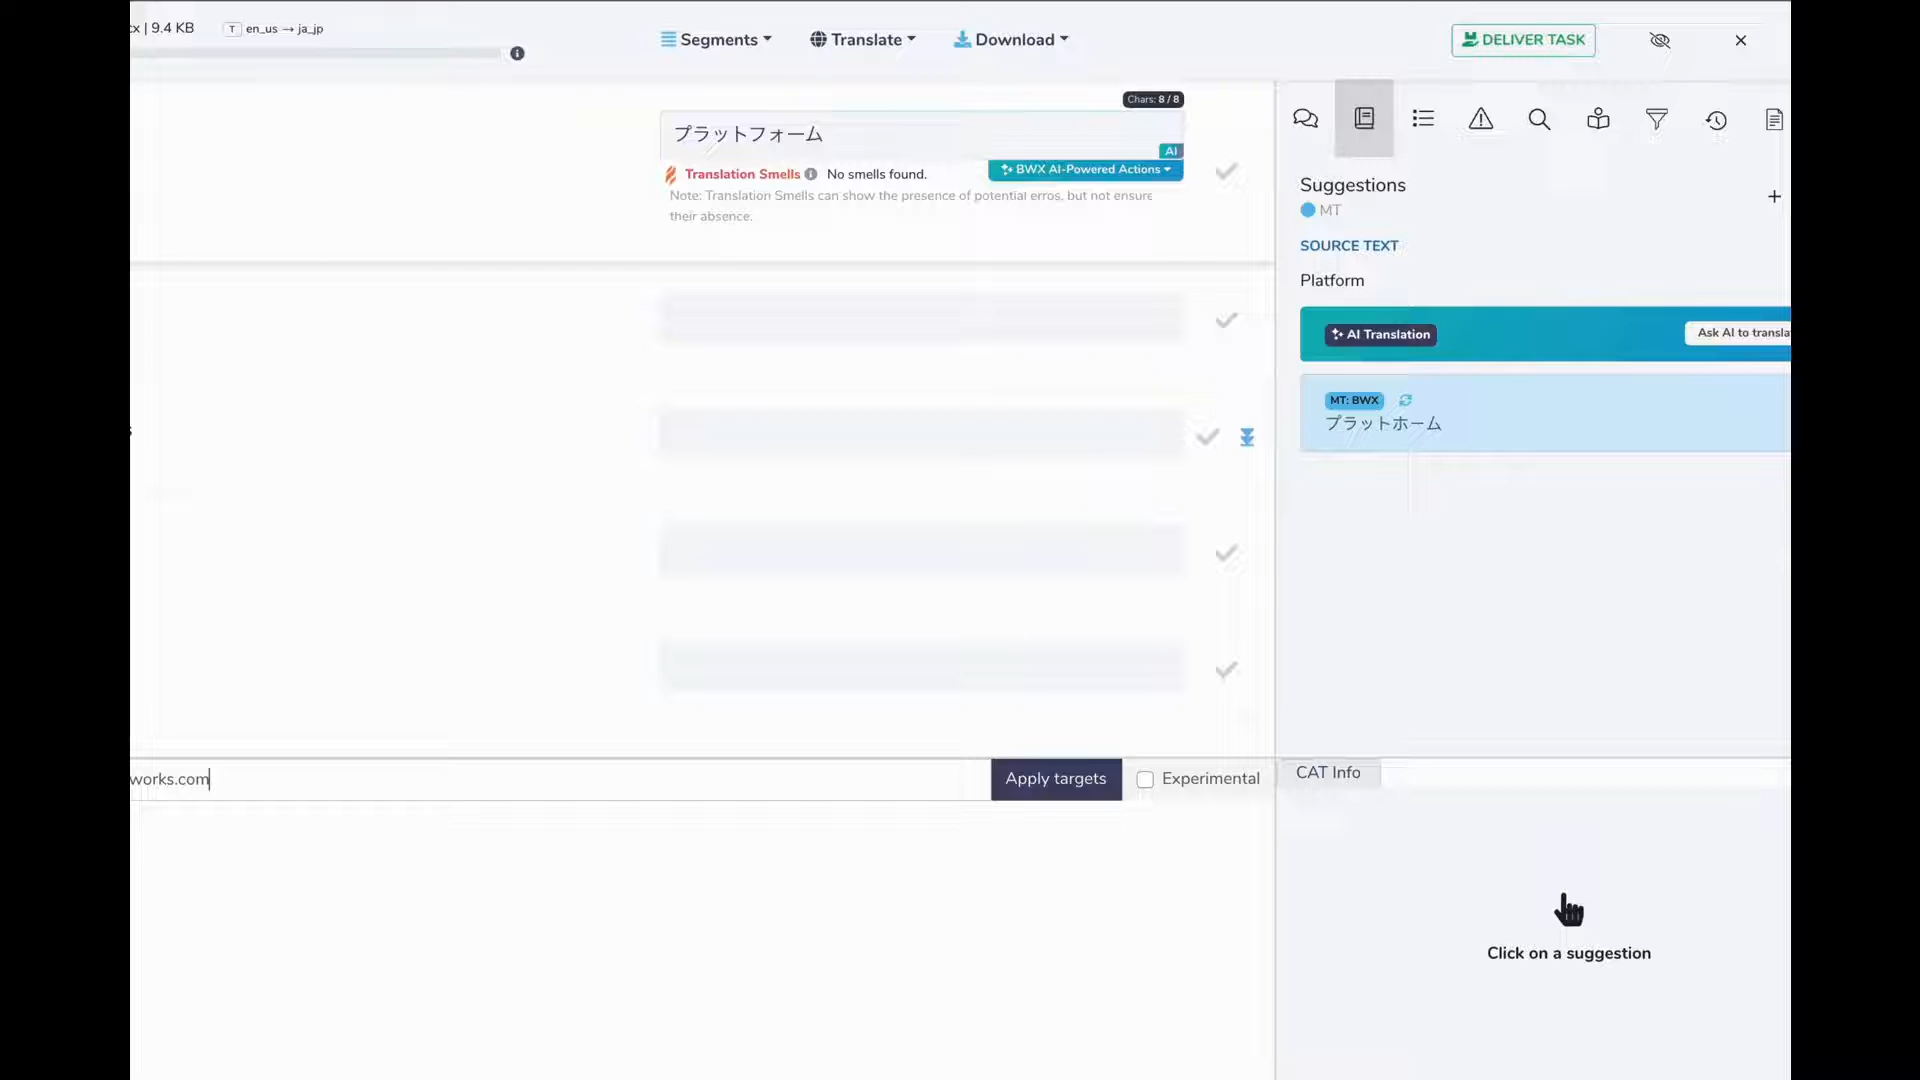 cx | 9.4 KB
T en_us → ja_jp
Segments
Translate
Download
DELIVER TASK
Chars: 8 / 8
プラットフォーム
AI
Translation Smells No smells found.
BWX AI-Powered Actions
Note: Translation Smells can show the presence of potential erros, but not ensure
their absence.
Suggestions
MT
SOURCE TEXT
Platform
AI Translation
Ask AI to transla
MT: BWX
プラットホーム
s
works.com
Apply targets
Experimental
CAT Info
Click on a suggestion